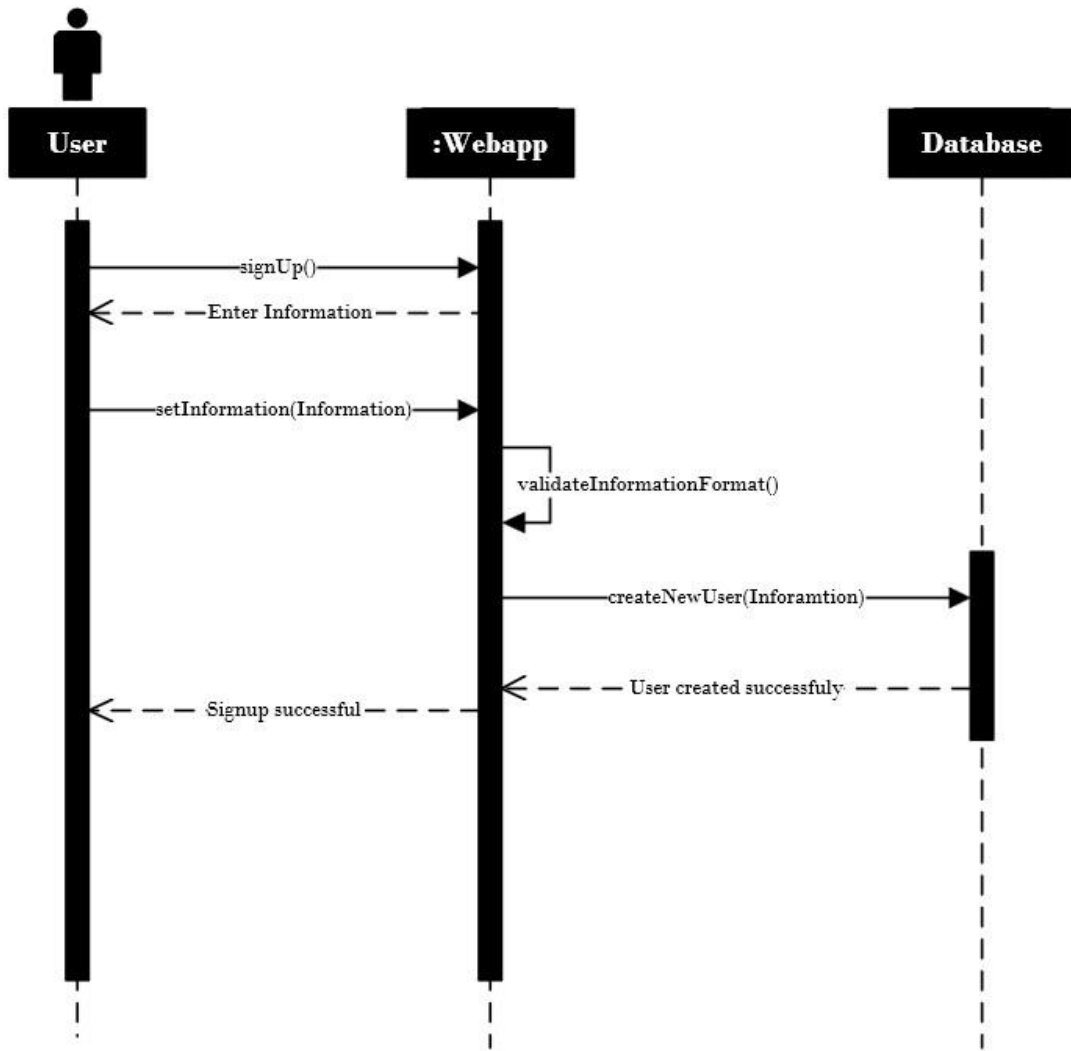 User
:Webapp
Database
signUp()
Enter Information
setInformation(Information)
validateInformationFormat()
createNewUser(Inforamtion)
User created successfuly
Signup successful